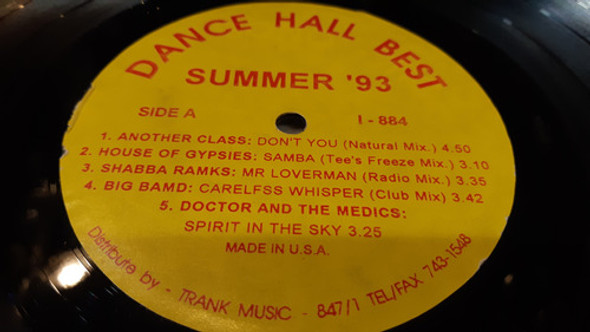 DANCE HALL BEST
SUMMER '93
SIDE A I - 884
1. ANOTHER CLASS: DON'T YOU (Natural Mix.) 4.50
2. HOUSE OF GYPSIES: SAMBA (Tee's Freeze Mix.) 3.10
3. SHABBA RAMKS: MR LOVERMAN (Radio Mix.) 3.35
4. BIG BAMD: CARELFSS WHISPER (Club Mix) 3.42
5. DOCTOR AND THE MEDICS:
SPIRIT IN THE SKY 3.25
MADE IN U.S.A.
Distribute by - TRANK MUSIC - 847/1 TEL/FAX 743-1548